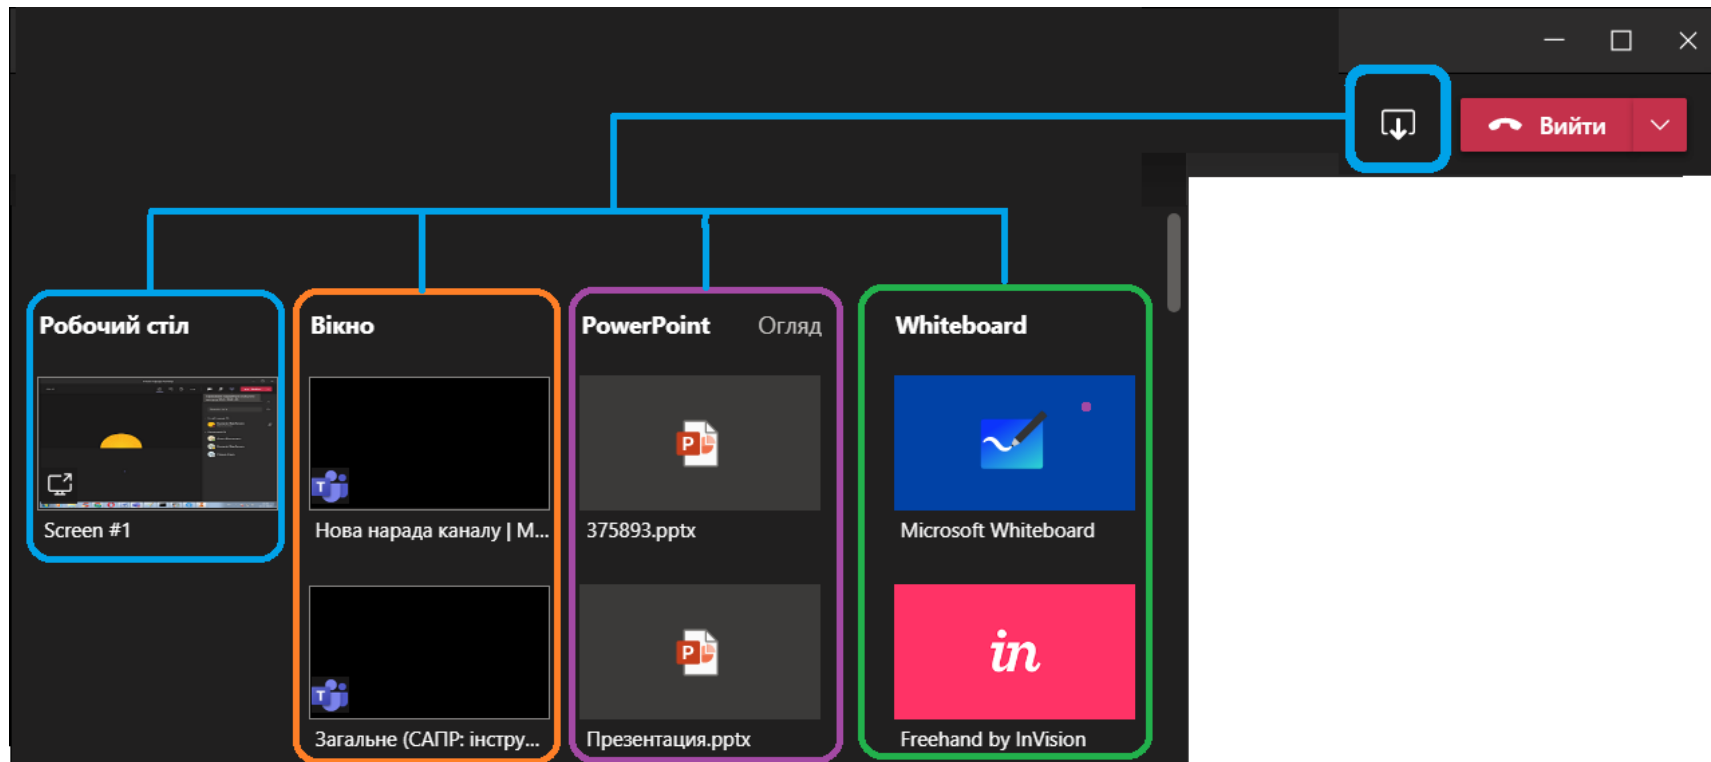 Вийти
Робочий стіл
Вікно
PowerPoint Огляд
Whiteboard
Screen #1
Нова нарада каналу | М...
375893.pptx
Microsoft Whiteboard
in
Загальне (САПР: інстру...
Презентация.pptx
Freehand by InVision